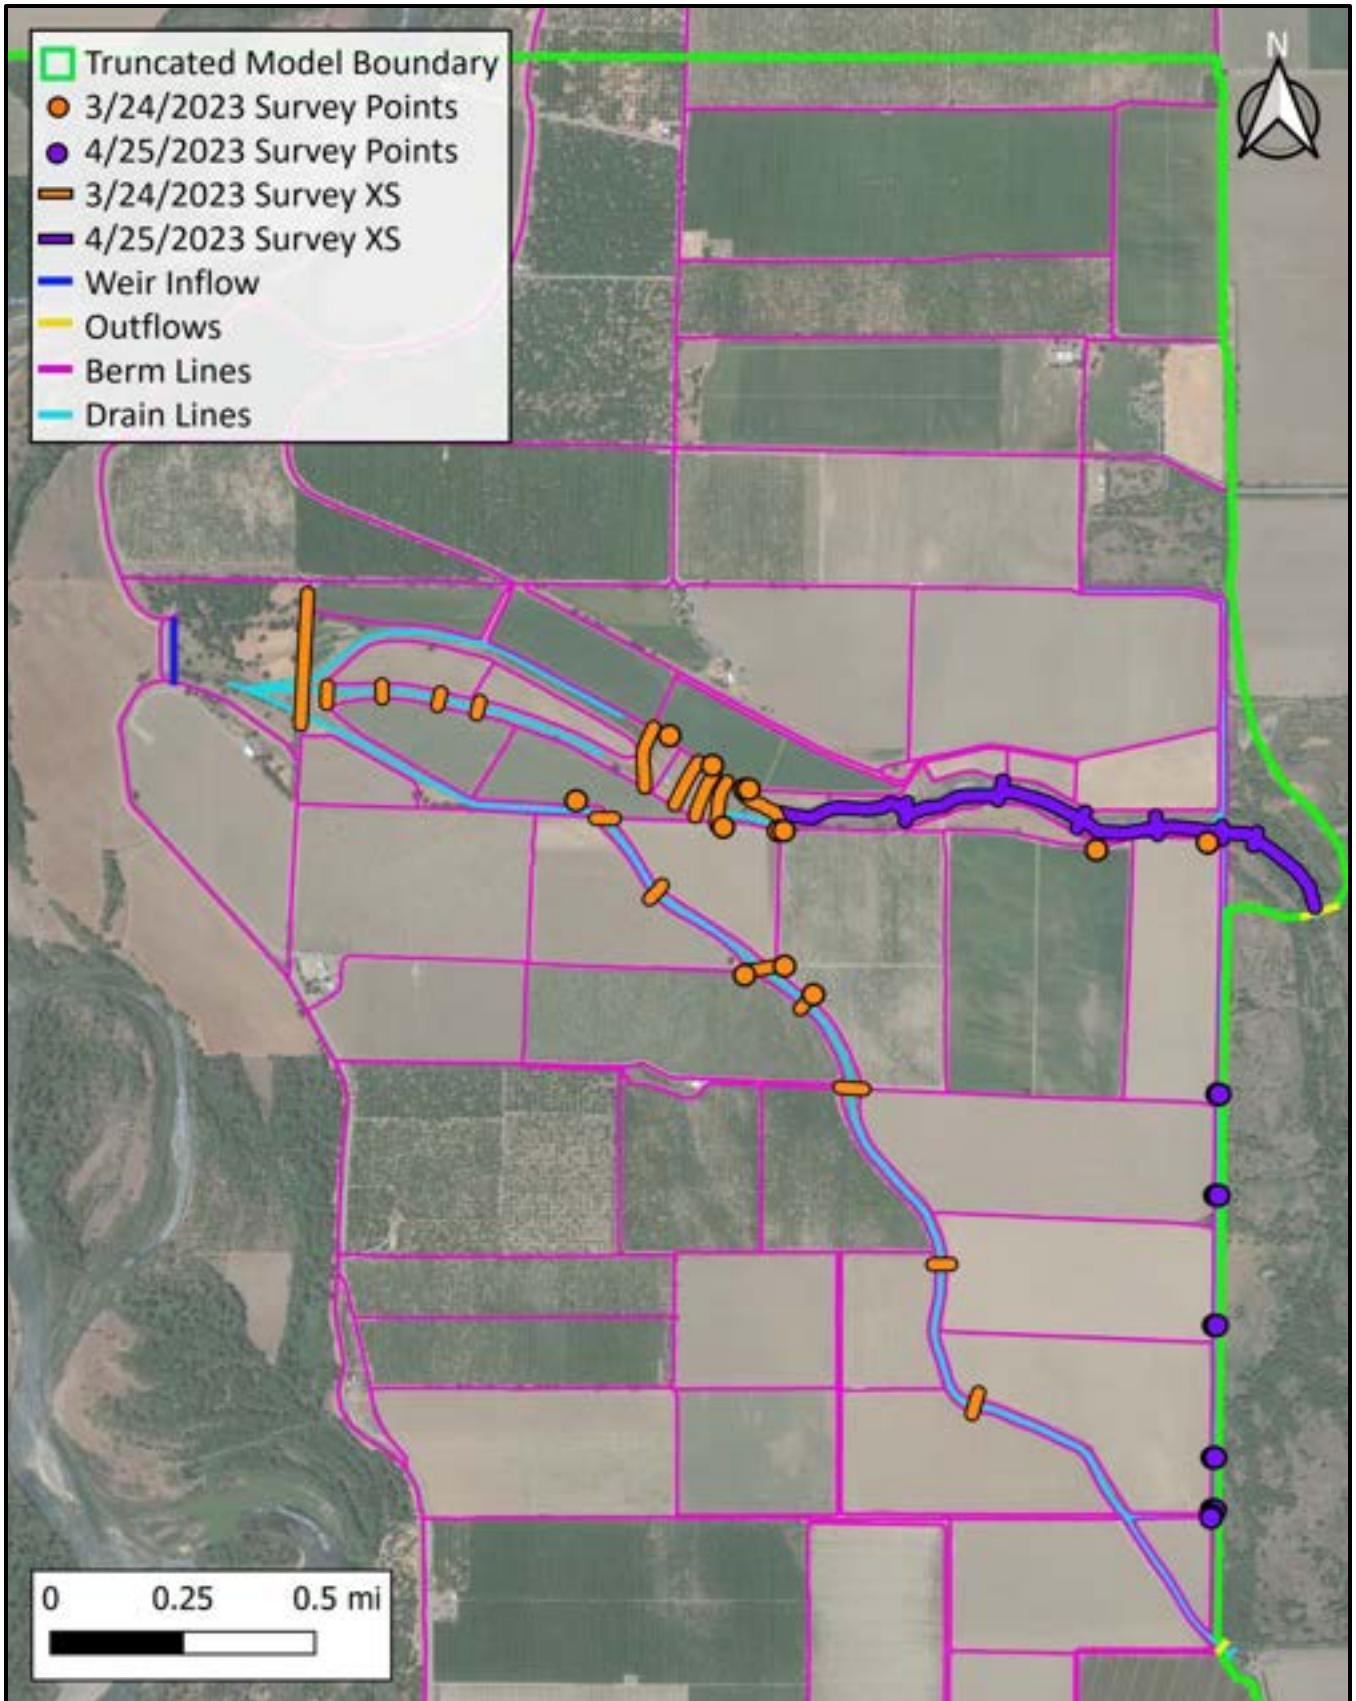 N
Truncated Model Boundary
3/24/2023 Survey Points
4/25/2023 Survey Points
3/24/2023 Survey XS
4/25/2023 Survey XS
Weir Inflow
Outflows
Berm Lines
Drain Lines
0 0.25 0.5 mi